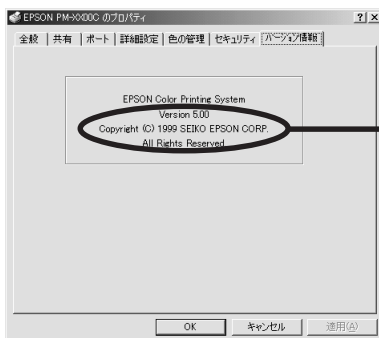 EPSON PM-XX00C のプロパティ
? ×
全般 共有 ポート 詳細設定 色の管理 セキュリティ バージョン情報
EPSON Color Printing System
Version 5.00
Copyright (C) 1999 SEIKO EPSON CORP.
All Rights Reserved
OK キャンセル 適用(A)